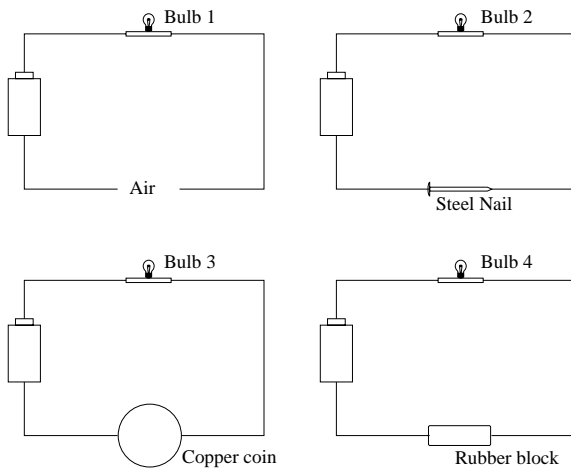 Bulb 1
Bulb 2
Air
Steel Nail
Bulb 3
Bulb 4
Copper coin
Rubber block